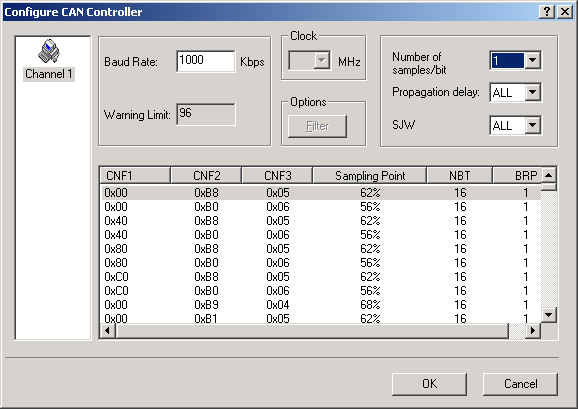 Configure CAN Controller
Channel 1
Baud Rate: 1000 Kbps
Warning Limit: 96
Clock
MHz
Options
Filter
Number of samples/bit 1
Propagation delay: ALL
SJW ALL
CNF1 CNF2 CNF3 Sampling Point NBT BRP
0x00 0xB8 0x05 62% 16 1
0x00 0xB0 0x06 56% 16 1
0x40 0xB8 0x05 62% 16 1
0x40 0xB0 0x06 56% 16 1
0x80 0xB8 0x05 62% 16 1
0x80 0xB0 0x06 56% 16 1
0xC0 0xB8 0x05 62% 16 1
0xC0 0xB0 0x06 56% 16 1
0x00 0xB9 0x04 68% 16 1
0x00 0xB1 0x05 62% 16 1
OK Cancel